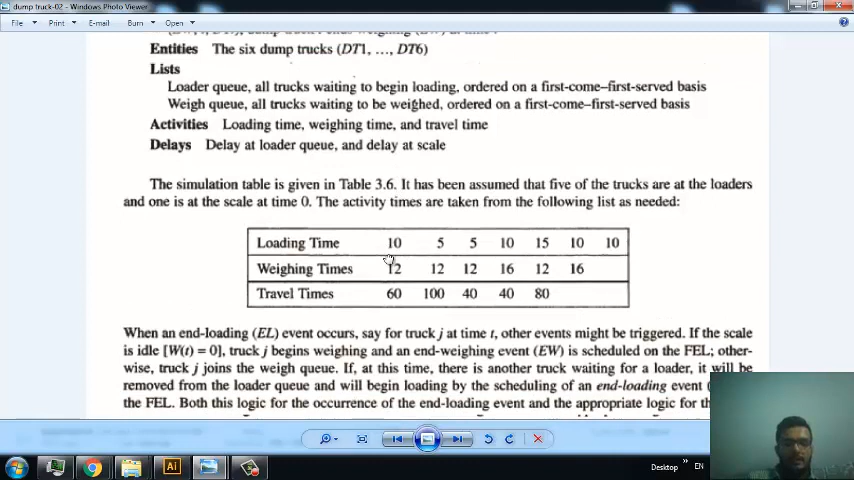 dump truck-02 - Windows Photo Viewer
File Print E-mail Burn Open
Entities The six dump trucks (DT1, …, DT6)
Lists
Loader queue, all trucks waiting to begin loading, ordered on a first-come–first-served basis
Weigh queue, all trucks waiting to be weighed, ordered on a first-come–first-served basis
Activities Loading time, weighing time, and travel time
Delays Delay at loader queue, and delay at scale
The simulation table is given in Table 3.6. It has been assumed that five of the trucks are at the loaders
and one is at the scale at time 0. The activity times are taken from the following list as needed:
Loading Time 10 5 5 10 15 10 10
Weighing Times 12 12 12 16 12 16
Travel Times 60 100 40 40 80
When an end-loading (EL) event occurs, say for truck j at time t, other events might be triggered. If the scale
is idle [W(t) = 0], truck j begins weighing and an end-weighing event (EW) is scheduled on the FEL; other-
wise, truck j joins the weigh queue. If, at this time, there is another truck waiting for a loader, it will be
removed from the loader queue and will begin loading by the scheduling of an end-loading event
the FEL. Both this logic for the occurrence of the end-loading event and the appropriate logic for the
Ai
Desktop » EN